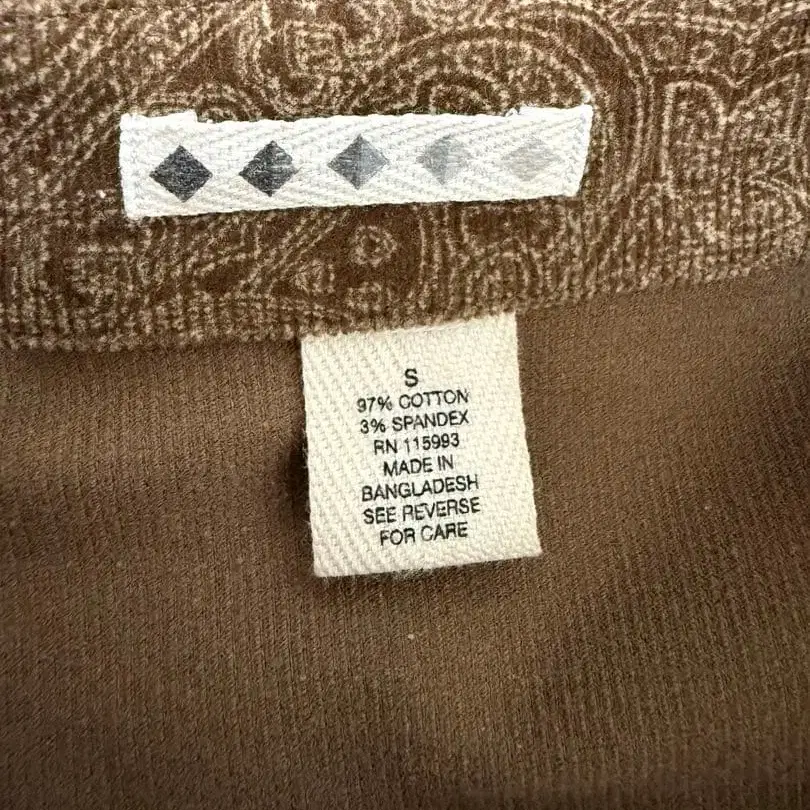 S
97% COTTON
3% SPANDEX
RN 115993
MADE IN
BANGLADESH
SEE REVERSE
FOR CARE